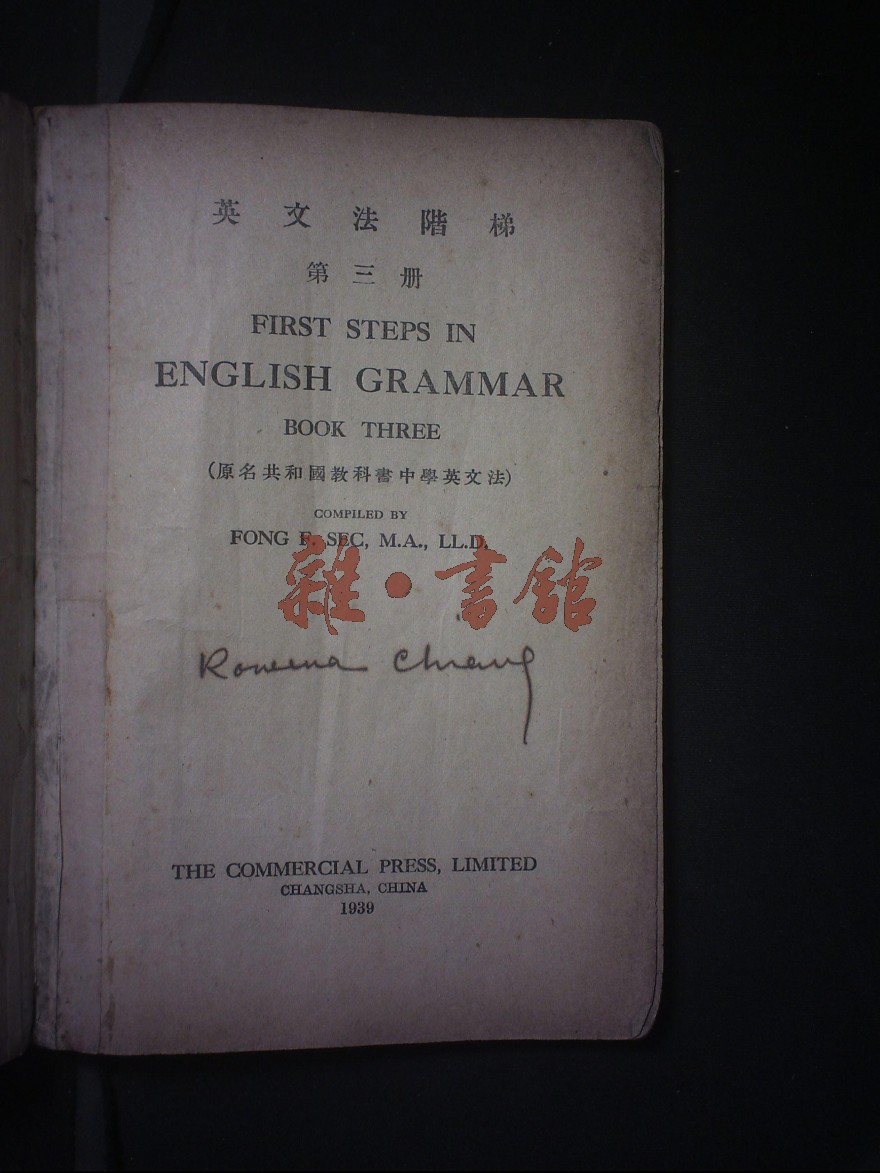 英文法階梯
第三册
FIRST STEPS IN
ENGLISH GRAMMAR
BOOK THREE
(原名共和國教科書中學英文法)
COMPILED BY
FONG F. SEC, M.A., LL.D.
雜·書館
Rowena Chiang
THE COMMERCIAL PRESS, LIMITED
CHANGSHA, CHINA
1939